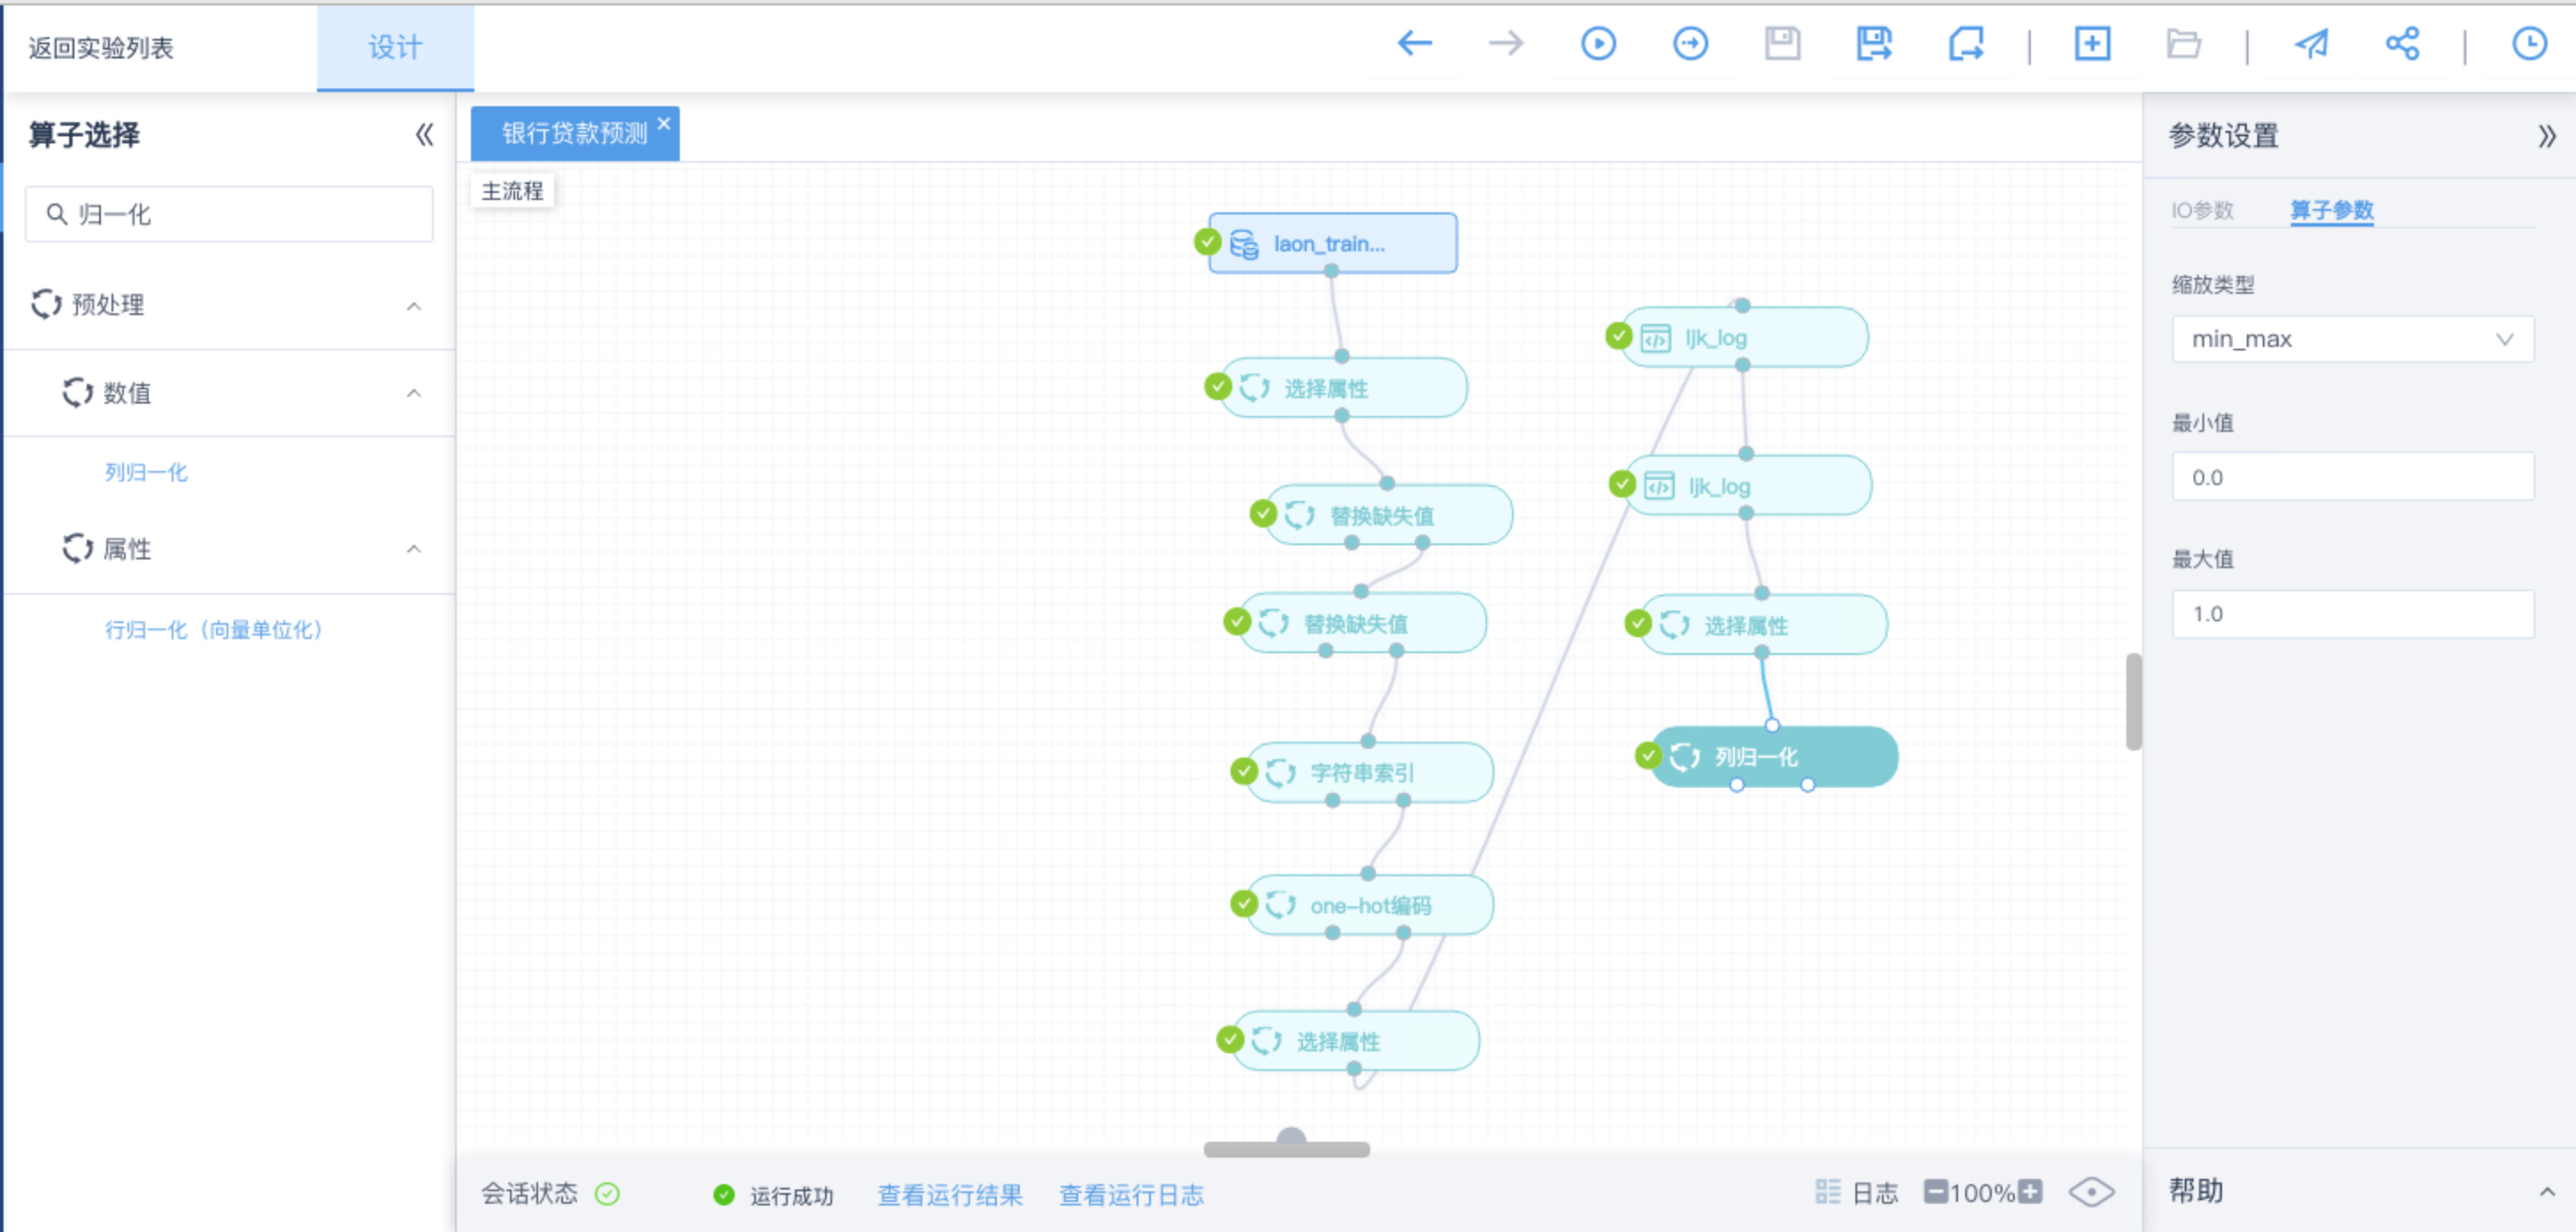 返回实验列表
设计
算子选择
归一化
预处理
数值
列归一化
属性
行归一化（向量单位化）
银行贷款预测
主流程
laon_train...
选择属性
替换缺失值
替换缺失值
字符串索引
one-hot编码
选择属性
ljk_log
ljk_log
选择属性
列归一化
会话状态
运行成功
查看运行结果
查看运行日志
日志
100%
参数设置
IO参数
算子参数
缩放类型
min_max
最小值
0.0
最大值
1.0
帮助